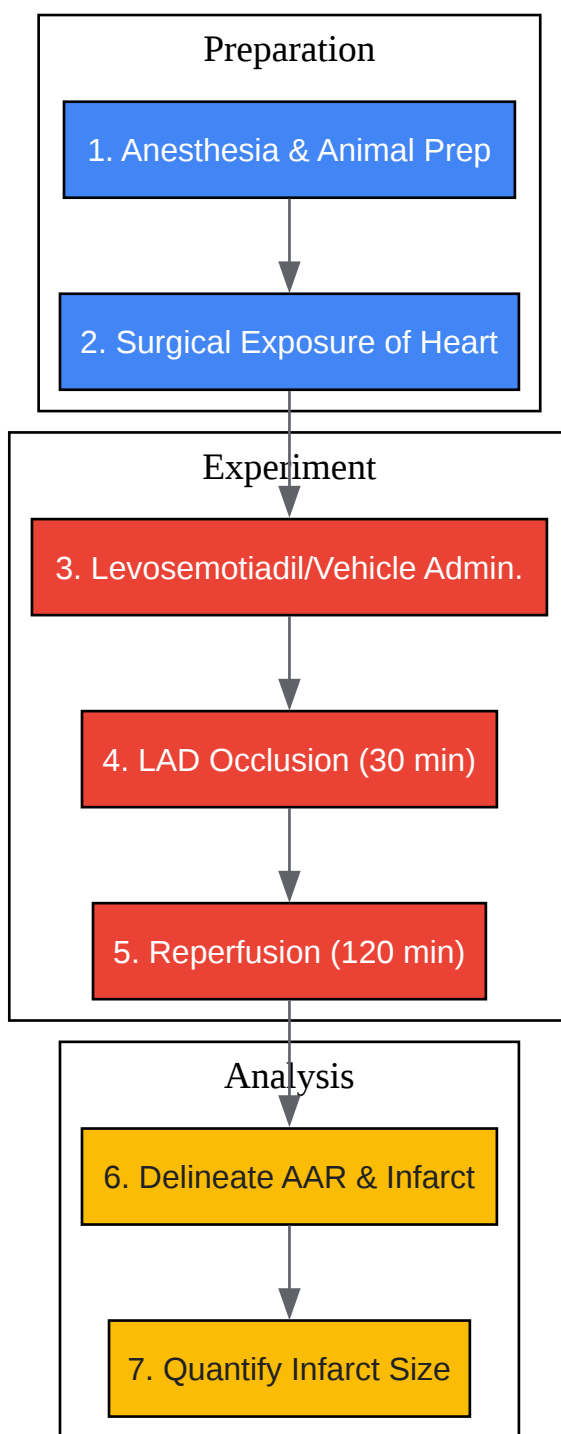 Preparation
1. Anesthesia & Animal Prep
2. Surgical Exposure of Heart
Experiment
3. Levosemotiadil/Vehicle Admin.
4. LAD Occlusion (30 min)
5. Reperfusion (120 min)
Analysis
6. Delineate AAR & Infarct
7. Quantify Infarct Size